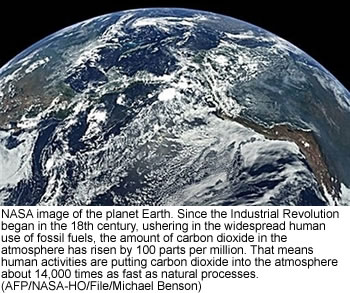 NASA image of the planet Earth. Since the Industrial Revolution
began in the 18th century, ushering in the widespread human
use of fossil fuels, the amount of carbon dioxide in the
atmosphere has risen by 100 parts per million. That means
human activities are putting carbon dioxide into the atmosphere
about 14,000 times as fast as natural processes.
(AFP/NASA-HO/File/Michael Benson)